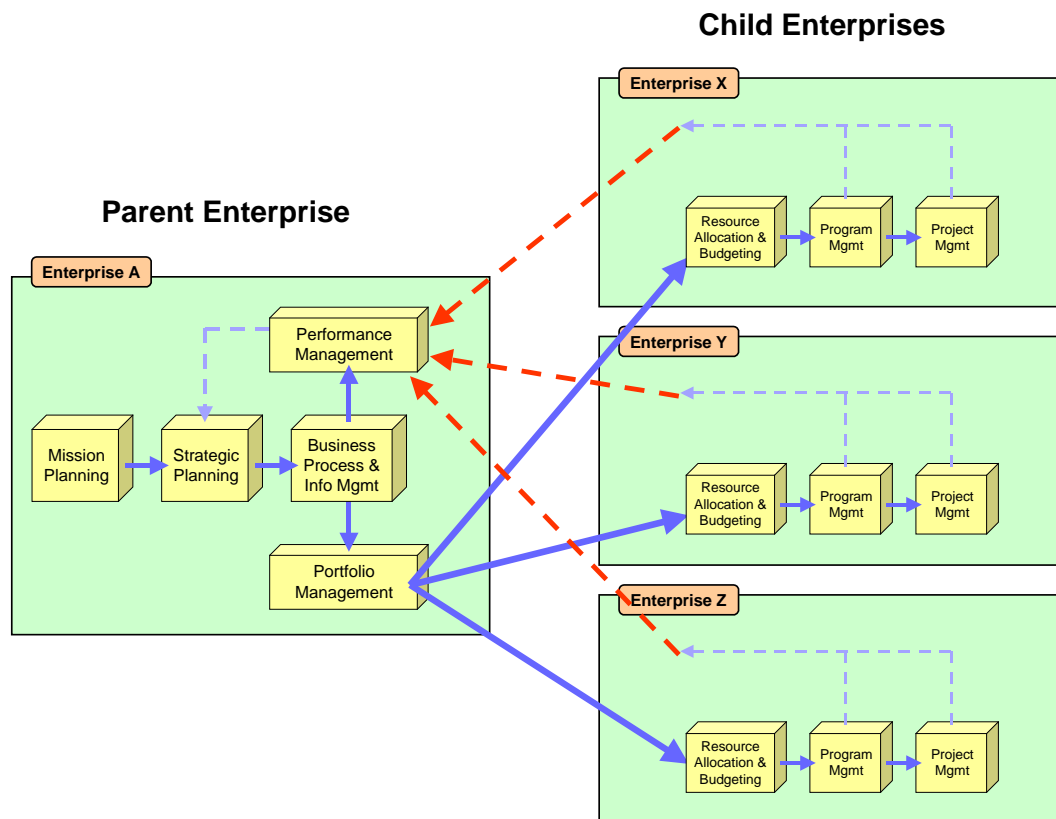 Child Enterprises
Parent Enterprise
Enterprise A
Performance
Management
Mission
Planning
Strategic
Planning
Business
Process &
Info Mgmt
Portfolio
Management
Enterprise X
Resource
Allocation &
Budgeting
Program
Mgmt
Project
Mgmt
Enterprise Y
Resource
Allocation &
Budgeting
Program
Mgmt
Project
Mgmt
Enterprise Z
Resource
Allocation &
Budgeting
Program
Mgmt
Project
Mgmt